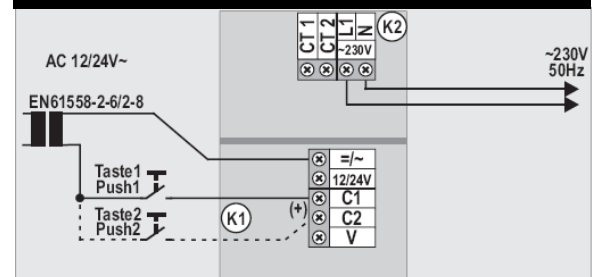 CT 1
CT 2
L1
N
~230V
K2
AC 12/24V~
~230V
50Hz
EN61558-2-6/2-8
=/~
12/24V
Taste1
Push1
C1
(+)
K1
C2
Taste2
Push2
V